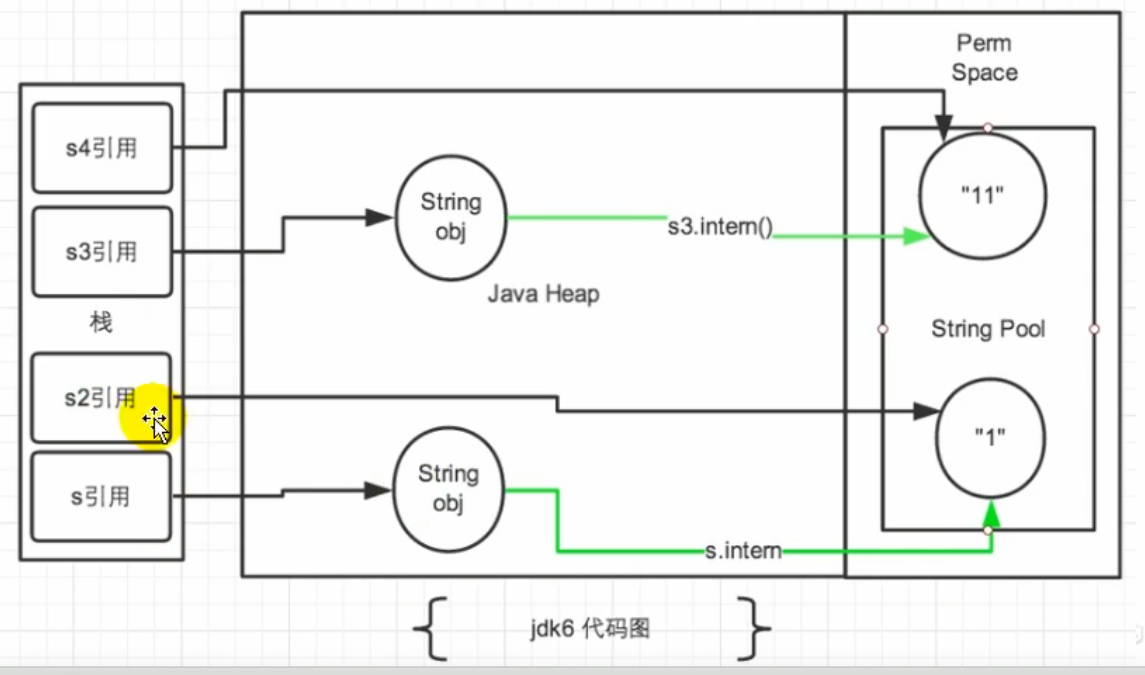 Perm
Space
s4引用
"11"
String
obj
s3.intern()
s3引用
Java Heap
栈
String Pool
s2引用
"1"
String
obj
s引用
s.intern
jdk6 代码图